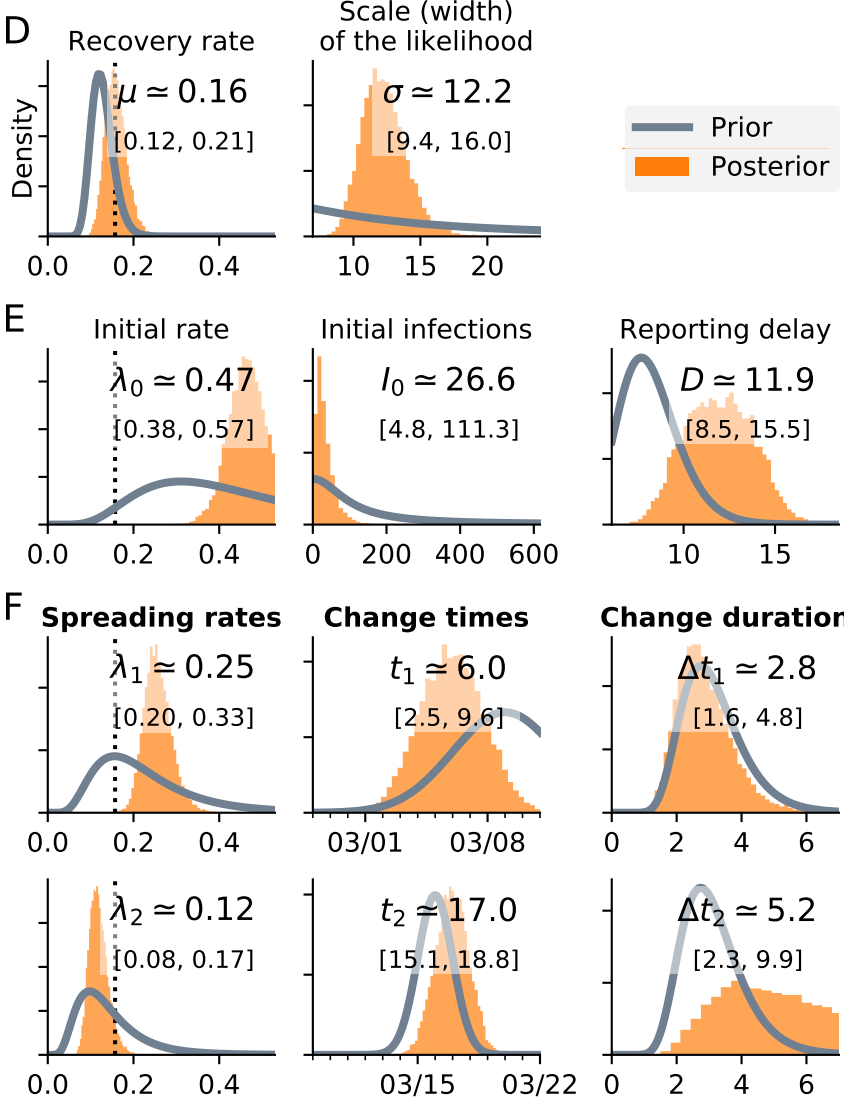 D
Recovery rate
Scale (width)
of the likelihood
Density
μ ≃ 0.16
[0.12, 0.21]
σ ≃ 12.2
[9.4, 16.0]
Prior
Posterior
0.0 0.2 0.4
10 15 20
E
Initial rate
Initial infections
Reporting delay
λ0 ≃ 0.47
[0.38, 0.57]
I0 ≃ 26.6
[4.8, 111.3]
D ≃ 11.9
[8.5, 15.5]
0.0 0.2 0.4
0 200 400 600
10 15
F
Spreading rates
Change times
Change duration
λ1 ≃ 0.25
[0.20, 0.33]
t1 ≃ 6.0
[2.5, 9.6]
Δt1 ≃ 2.8
[1.6, 4.8]
0.0 0.2 0.4
03/01 03/08
0 2 4 6
λ2 ≃ 0.12
[0.08, 0.17]
t2 ≃ 17.0
[15.1, 18.8]
Δt2 ≃ 5.2
[2.3, 9.9]
0.0 0.2 0.4
03/15 03/22
0 2 4 6